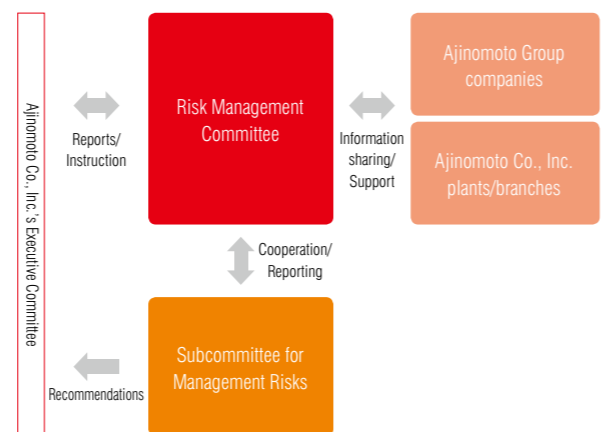 Ajinomoto Co., Inc.'s Executive Committee
Reports/
Instruction
Risk Management
Committee
Information
sharing/
Support
Ajinomoto Group
companies
Ajinomoto Co., Inc.
plants/branches
Cooperation/
Reporting
Subcommittee for
Management Risks
Recommendations